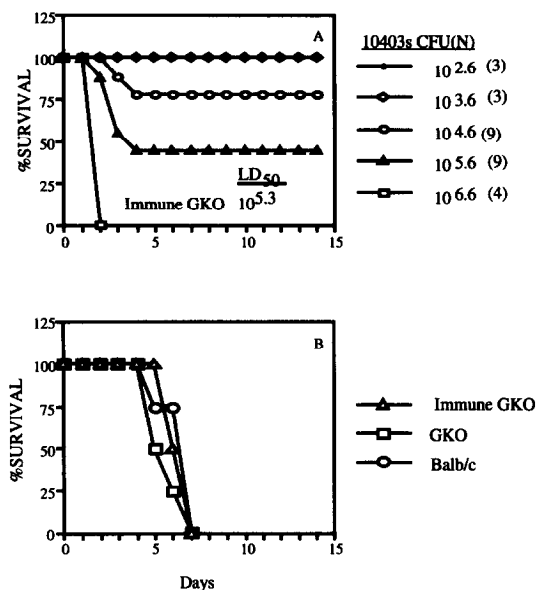 125
100
75
50
25
0
%SURVIVAL
A
LD50
Immune GKO 10^5.3
0 5 10 15
10403s CFU(N)
10 2.6 (3)
10 3.6 (3)
10 4.6 (9)
10 5.6 (9)
10 6.6 (4)
125
100
75
50
25
0
%SURVIVAL
B
0 5 10 15
Days
Immune GKO
GKO
Balb/c